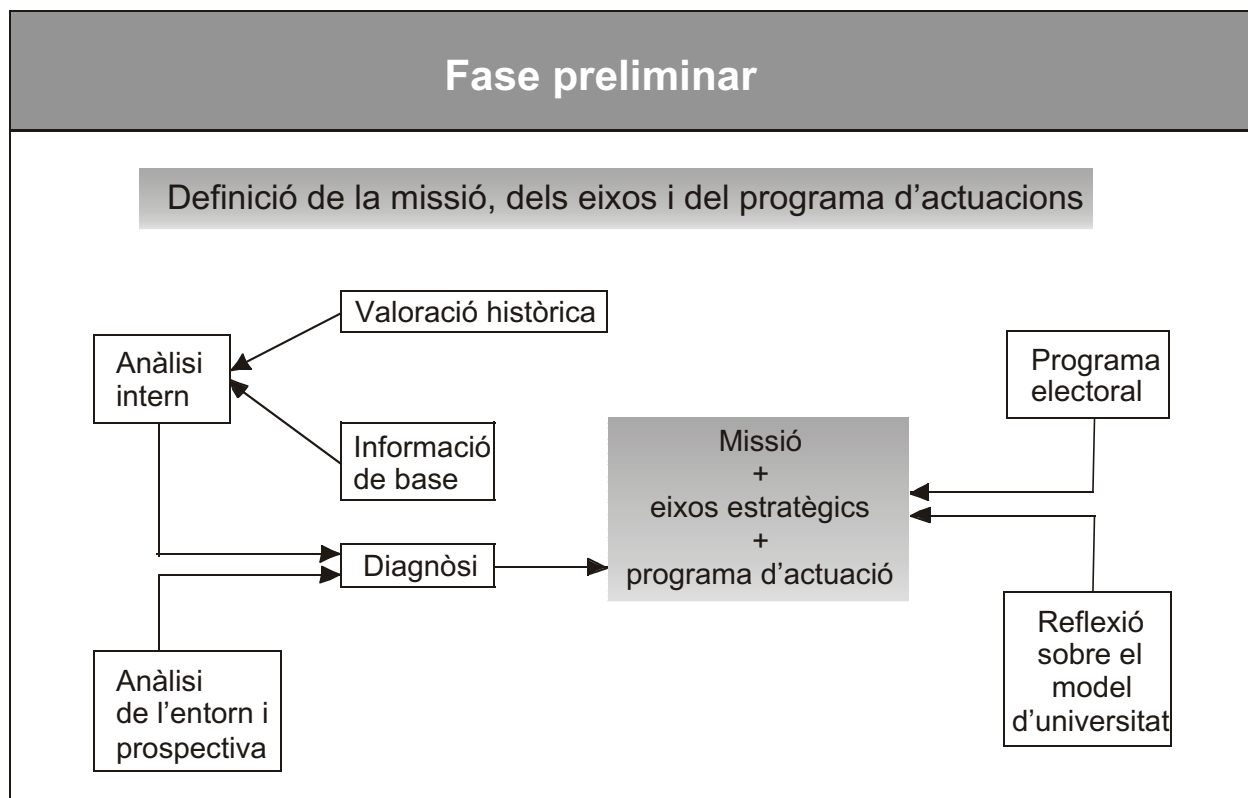 Fase preliminar
Definició de la missió, dels eixos i del programa d'actuacions
Valoració històrica
Anàlisi
intern
Informació
de base
Diagnòsi
Anàlisi
de l'entorn i
prospectiva
Missió
+
eixos estratègics
+
programa d'actuació
Programa
electoral
Reflexió
sobre el
model
d'universitat